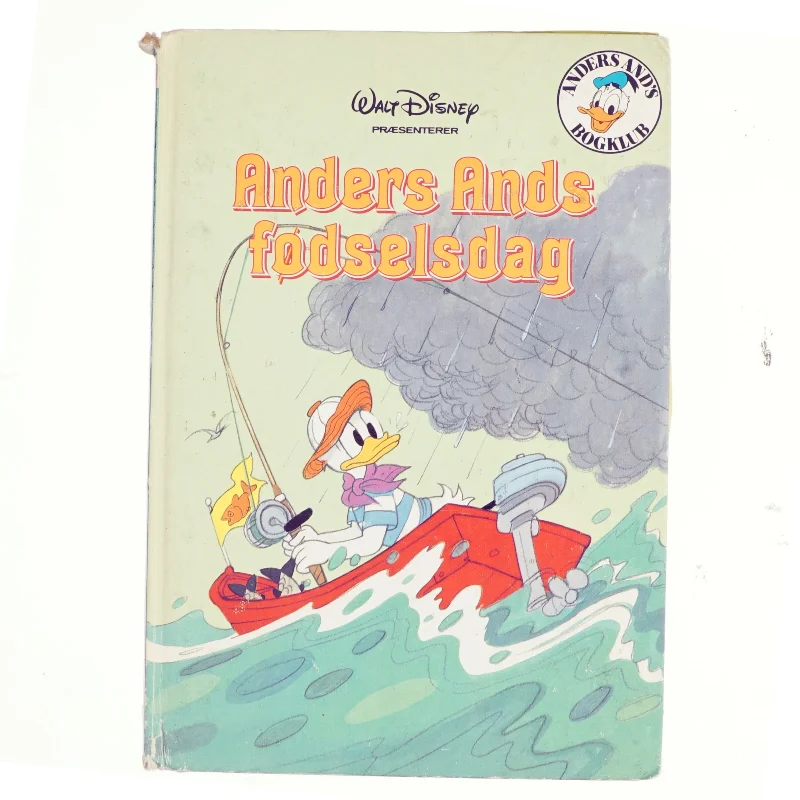 ANDERS AND'S
BOGKLUB
WALT DISNEY
PRÆSENTERER
Anders Ands
fødselsdag